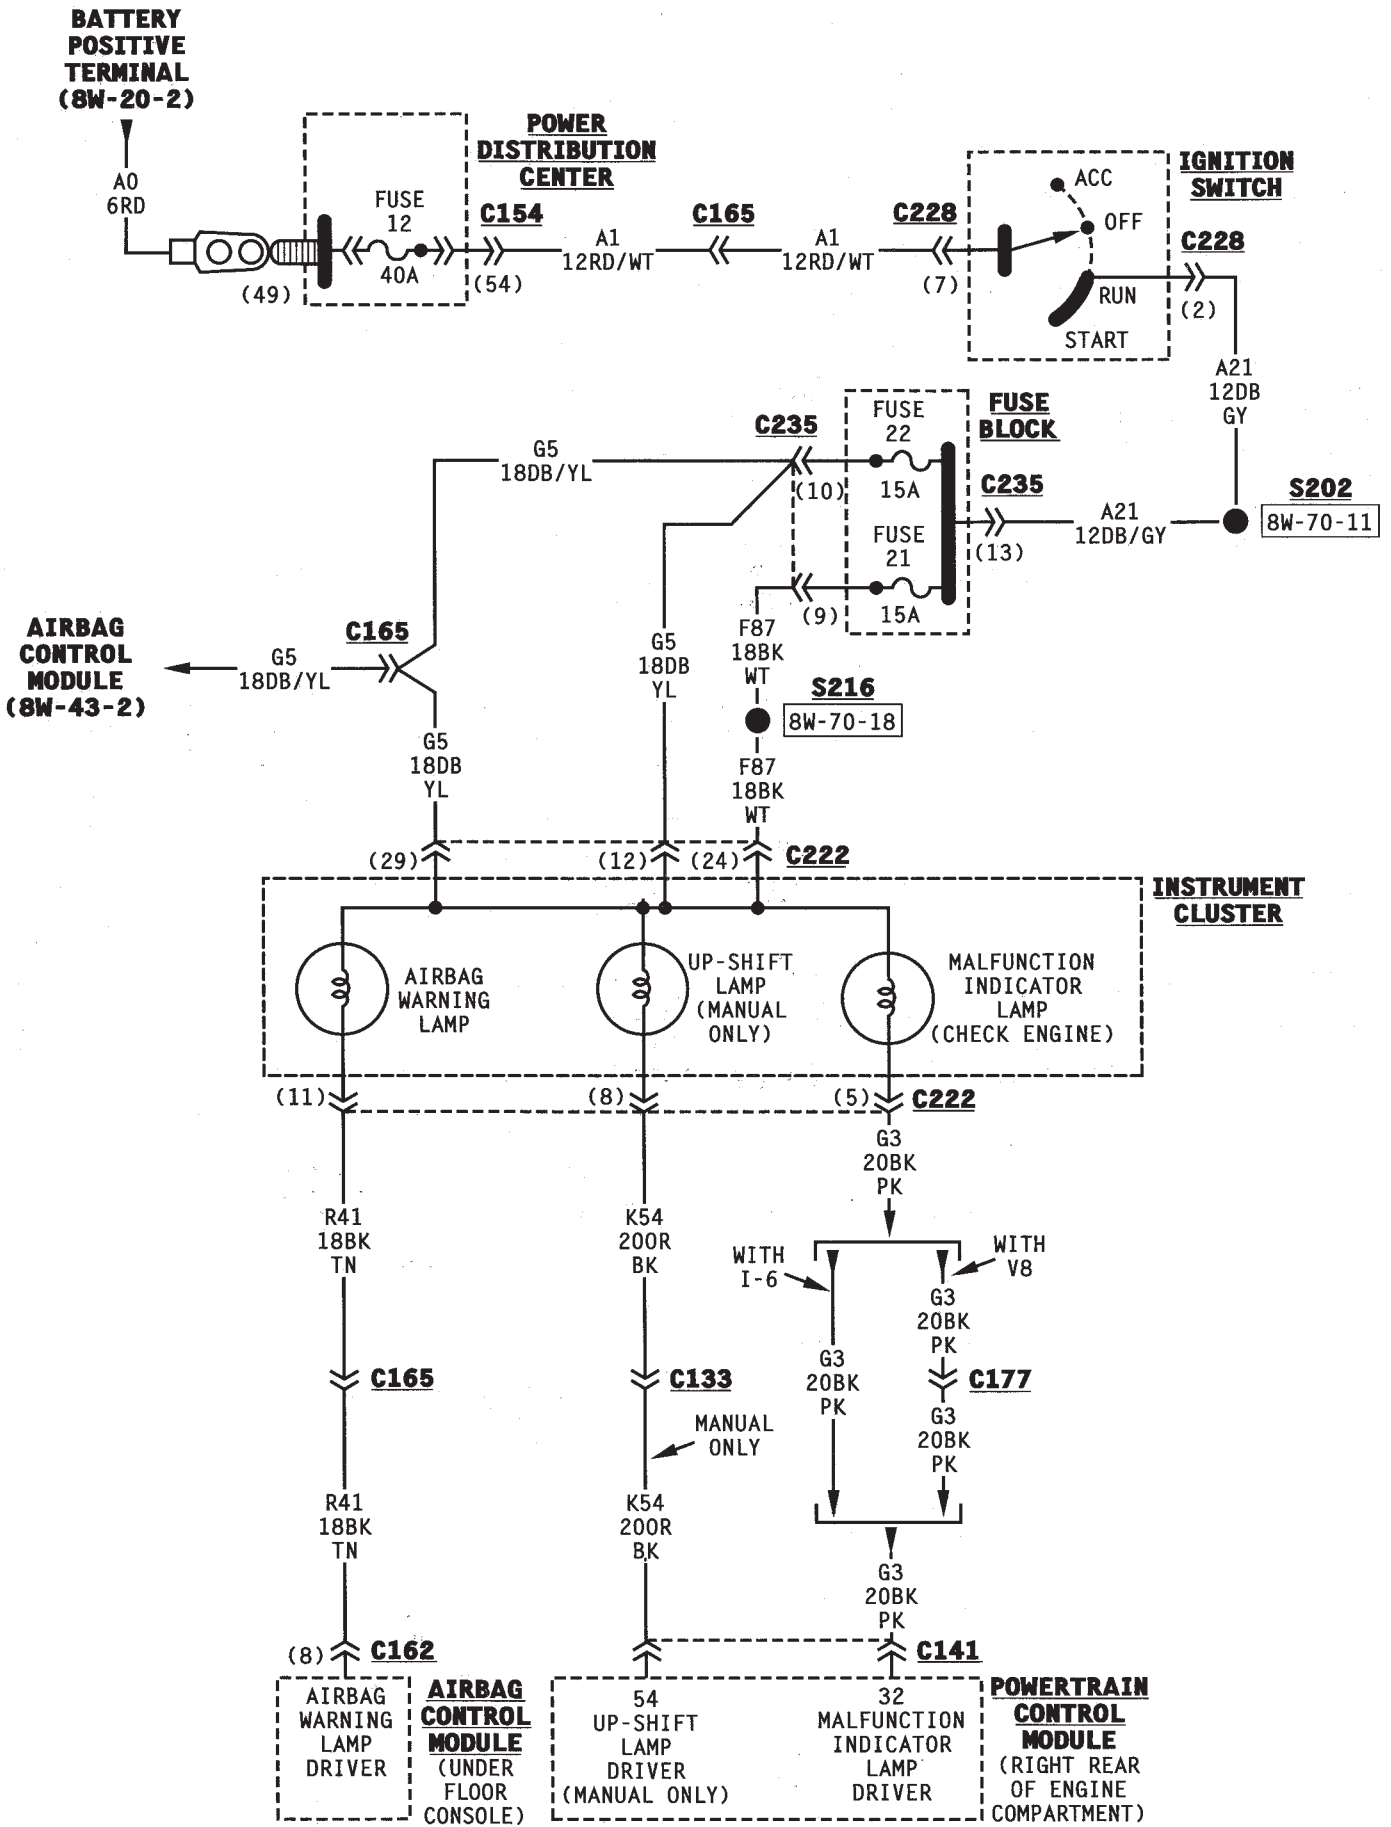 BATTERY
POSITIVE
TERMINAL
(8W-20-2)
A0
6RD
(49)
FUSE
12
40A
POWER
DISTRIBUTION
CENTER
C154
(54)
A1
12RD/WT
C165
A1
12RD/WT
C228
(7)
ACC
OFF
RUN
START
IGNITION
SWITCH
C228
(2)
A21
12DB
GY
S202
8W-70-11
A21
12DB/GY
C235
(13)
FUSE
BLOCK
FUSE
22
15A
FUSE
21
15A
C235
(10)
(9)
G5
18DB/YL
AIRBAG
CONTROL
MODULE
(8W-43-2)
G5
18DB/YL
C165
G5
18DB
YL
G5
18DB
YL
F87
18BK
WT
S216
8W-70-18
F87
18BK
WT
(29)
(12)
(24)
C222
INSTRUMENT
CLUSTER
AIRBAG
WARNING
LAMP
UP-SHIFT
LAMP
(MANUAL
ONLY)
MALFUNCTION
INDICATOR
LAMP
(CHECK ENGINE)
(11)
(8)
(5)
C222
G3
20BK
PK
R41
18BK
TN
K54
20OR
BK
WITH
I-6
WITH
V8
G3
20BK
PK
G3
20BK
PK
C165
C133
C177
MANUAL
ONLY
G3
20BK
PK
R41
18BK
TN
K54
20OR
BK
G3
20BK
PK
(8)
C162
C141
AIRBAG
WARNING
LAMP
DRIVER
AIRBAG
CONTROL
MODULE
(UNDER
FLOOR
CONSOLE)
54
UP-SHIFT
LAMP
DRIVER
(MANUAL ONLY)
32
MALFUNCTION
INDICATOR
LAMP
DRIVER
POWERTRAIN
CONTROL
MODULE
(RIGHT REAR
OF ENGINE
COMPARTMENT)